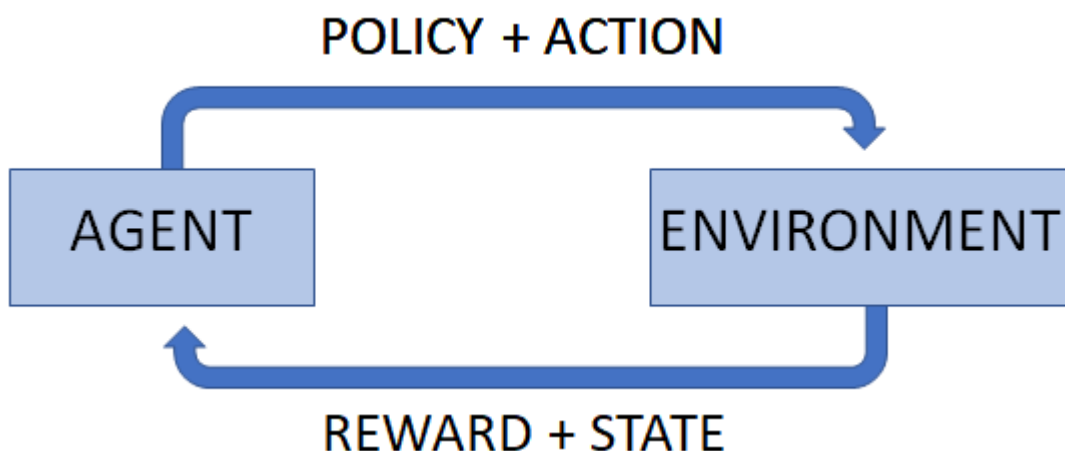 POLICY + ACTION
AGENT
ENVIRONMENT
REWARD + STATE